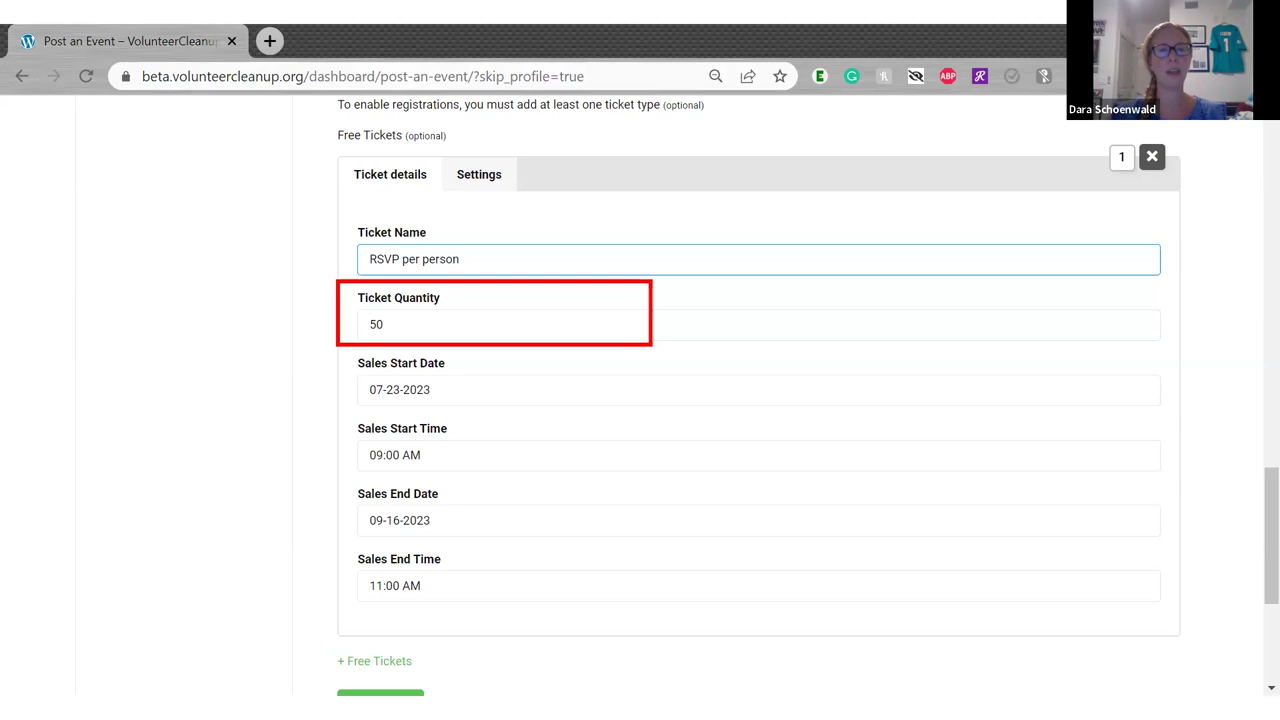 Post an Event – VolunteerCleanu
beta.volunteercleanup.org/dashboard/post-an-event/?skip_profile=true
E
G
ABP
Dara Schoenwald
To enable registrations, you must add at least one ticket type (optional)
Free Tickets (optional)
1
Ticket details
Settings
Ticket Name
RSVP per person
Ticket Quantity
50
Sales Start Date
07-23-2023
Sales Start Time
09:00 AM
Sales End Date
09-16-2023
Sales End Time
11:00 AM
+ Free Tickets